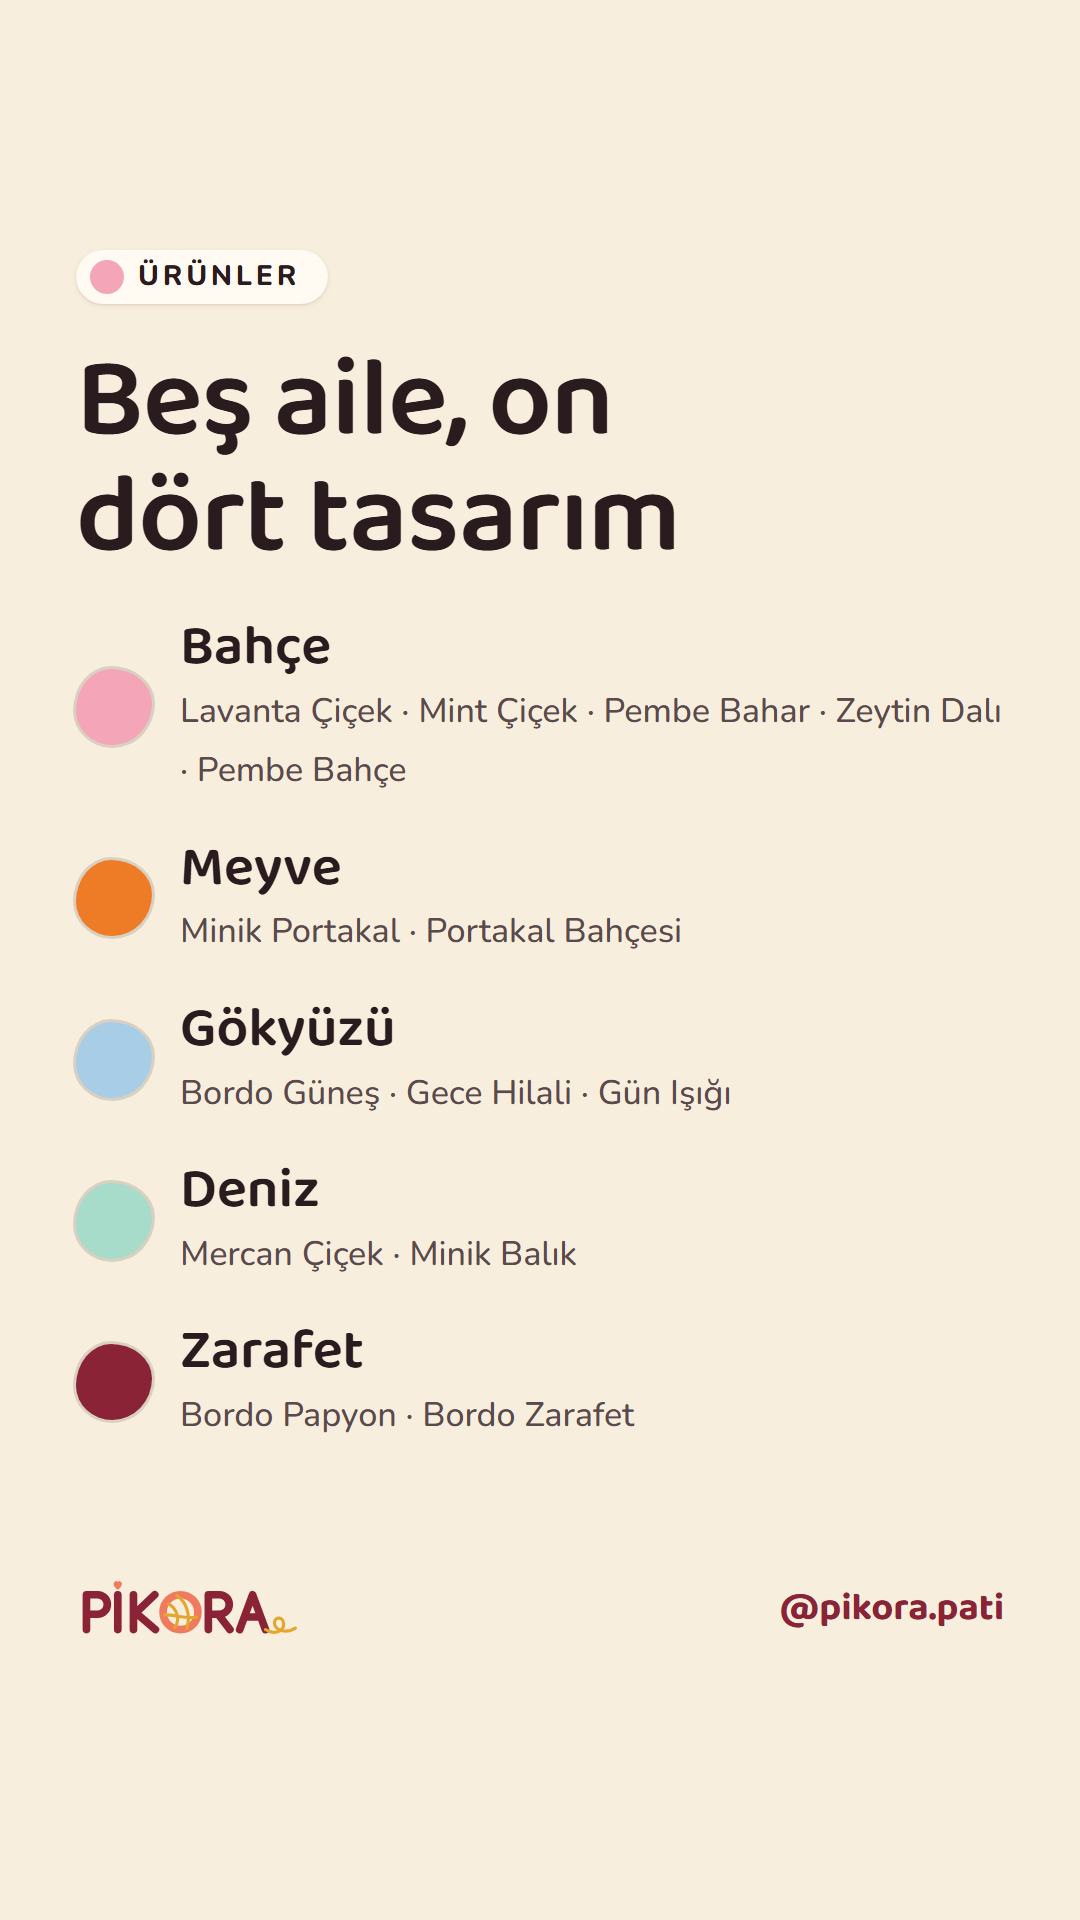 ÜRÜNLER
Beş aile, on
dört tasarım
Bahçe
Lavanta Çiçek · Mint Çiçek · Pembe Bahar · Zeytin Dalı
· Pembe Bahçe
Meyve
Minik Portakal · Portakal Bahçesi
Gökyüzü
Bordo Güneş · Gece Hilali · Gün Işığı
Deniz
Mercan Çiçek · Minik Balık
Zarafet
Bordo Papyon · Bordo Zarafet
PİKORA
@pikora.pati